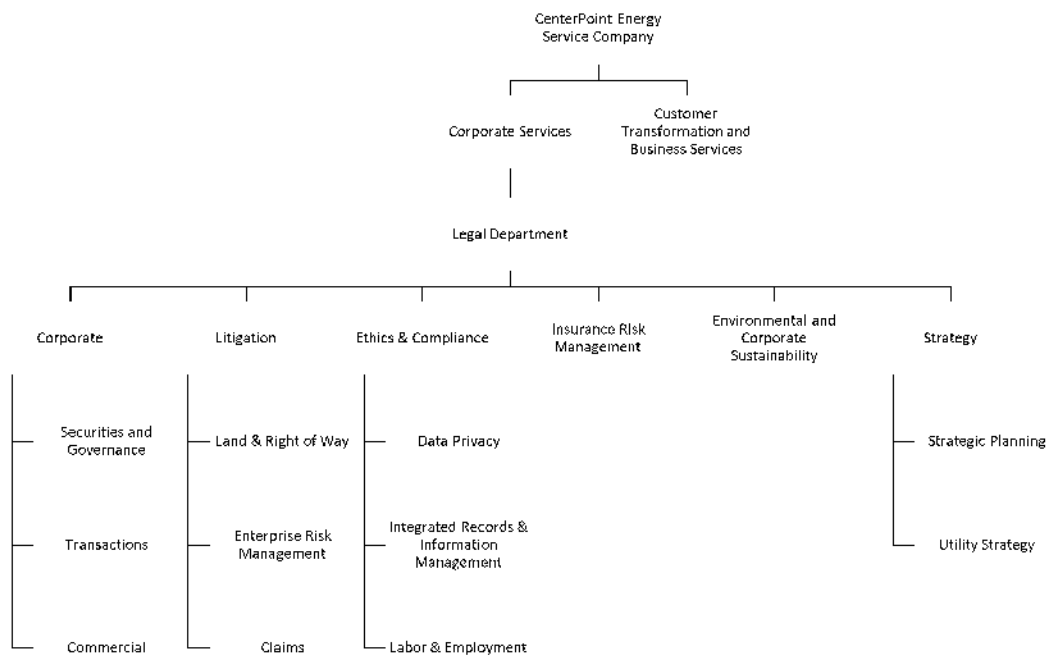 CenterPoint Energy
Service Company
Corporate Services
Customer
Transformation and
Business Services
Legal Department
Corporate
Litigation
Ethics & Compliance
Insurance Risk
Management
Environmental and
Corporate
Sustainability
Strategy
Securities and
Governance
Land & Right of Way
Data Privacy
Strategic Planning
Transactions
Enterprise Risk
Management
Integrated Records &
Information
Management
Utility Strategy
Commercial
Claims
Labor & Employment